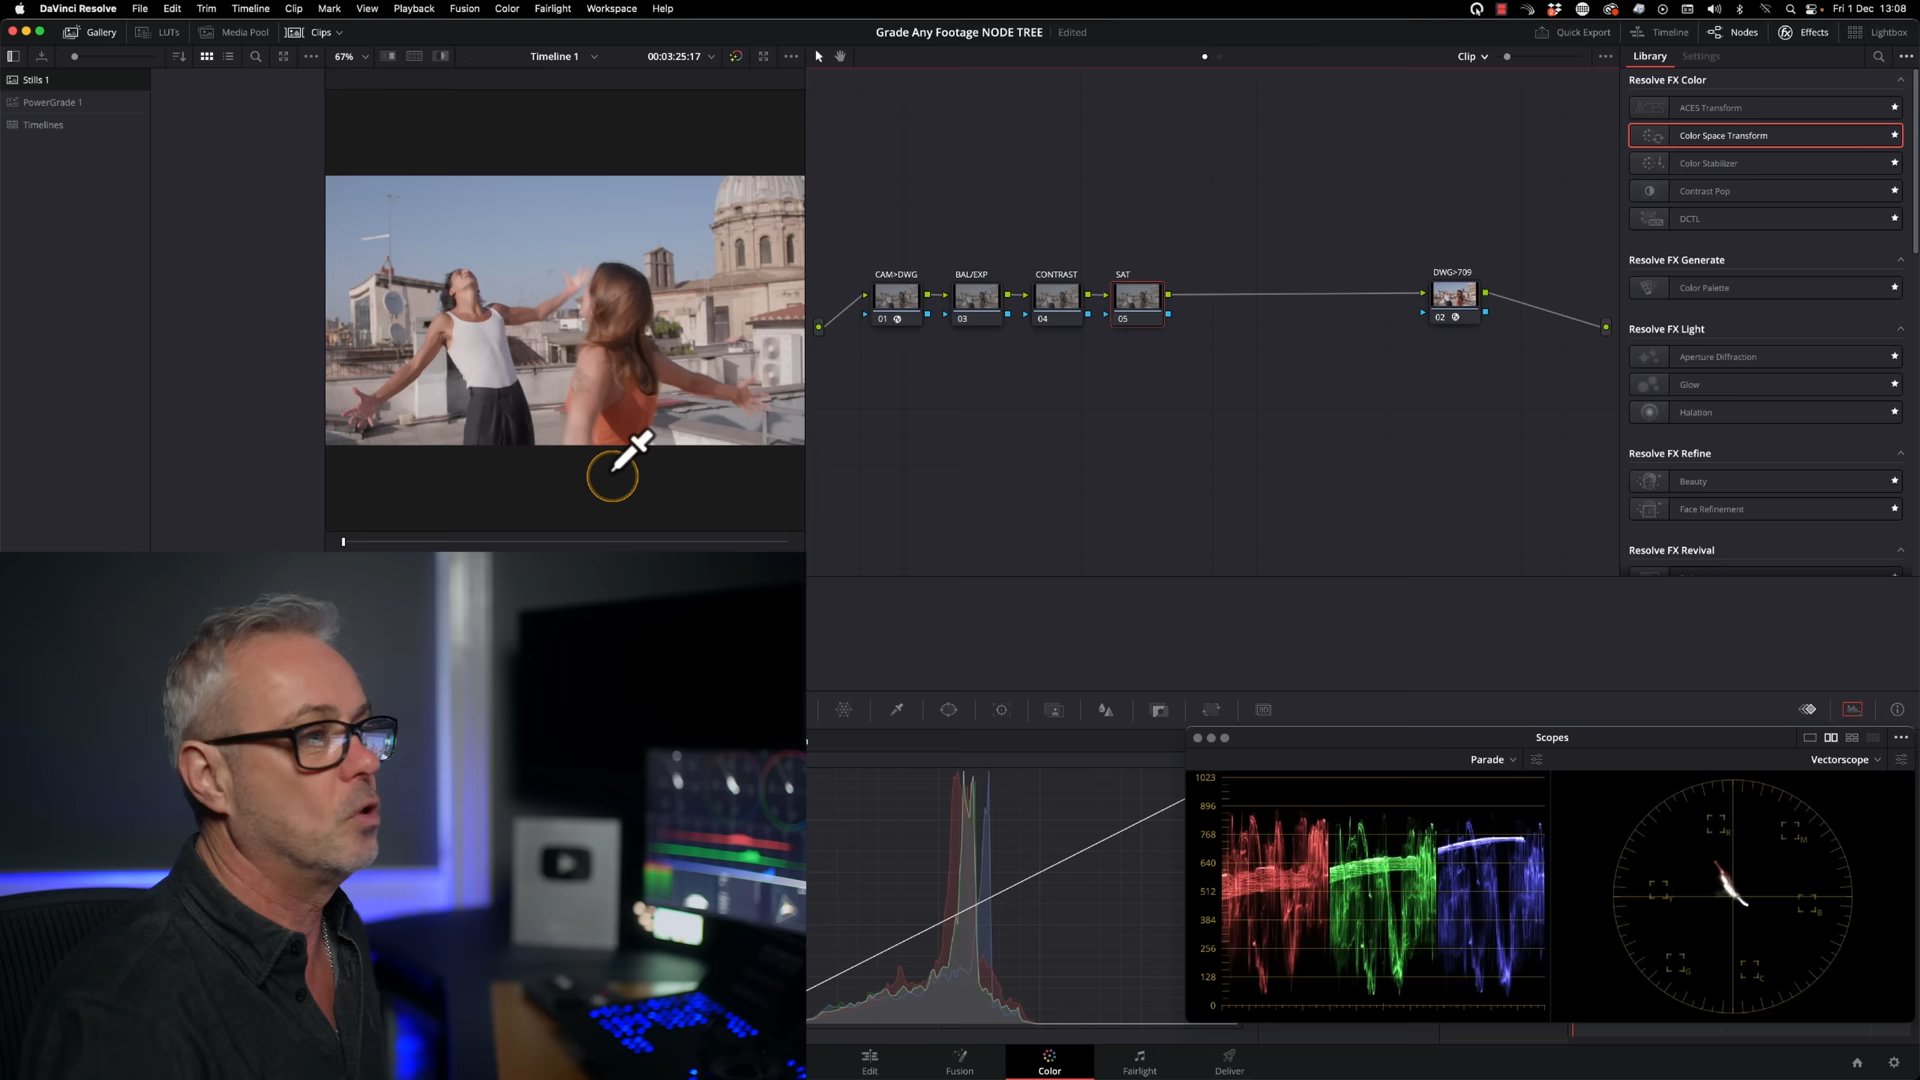 DaVinci Resolve File Edit Trim Timeline Clip Mark View Playback Fusion Color Fairlight Workspace Help Fri 1 Dec 13:08
Gallery LUTs Media Pool Clips Grade Any Footage NODE TREE Edited Quick Export Timeline Nodes Effects Lightbox
67% Timeline 1 00:03:25:17 Clip Library Settings
Stills 1
PowerGrade 1
Timelines
Resolve FX Color
ACES Transform
Color Space Transform
Color Stabilizer
Contrast Pop
DCTL
Resolve FX Generate
Color Palette
Resolve FX Light
Aperture Diffraction
Glow
Halation
Resolve FX Refine
Beauty
Face Refinement
Resolve FX Revival
CAM>DWG BAL/EXP CONTRAST SAT DWG>709
01 03 04 05 02
Scopes
Parade Vectorscope
1023
896
768
640
512
384
256
128
0
R M
Y B
G C
Edit Fusion Color Fairlight Deliver